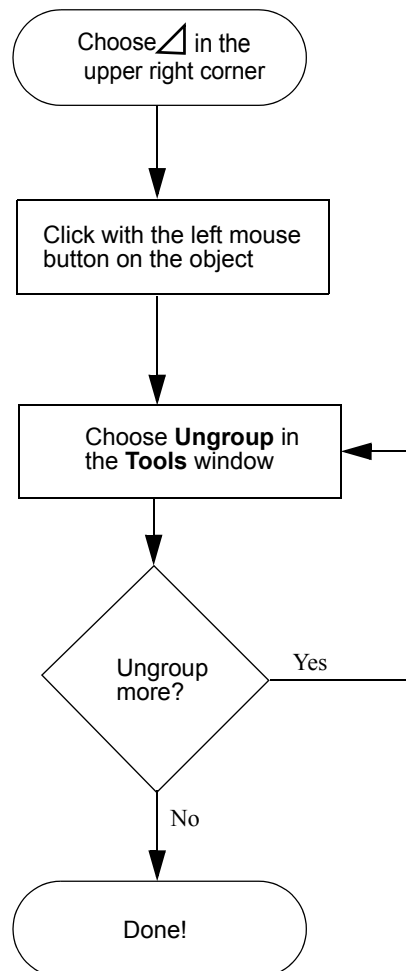 Choose in the
upper right corner
Click with the left mouse
button on the object
Choose Ungroup in
the Tools window
Ungroup
more?
Yes
No
Done!